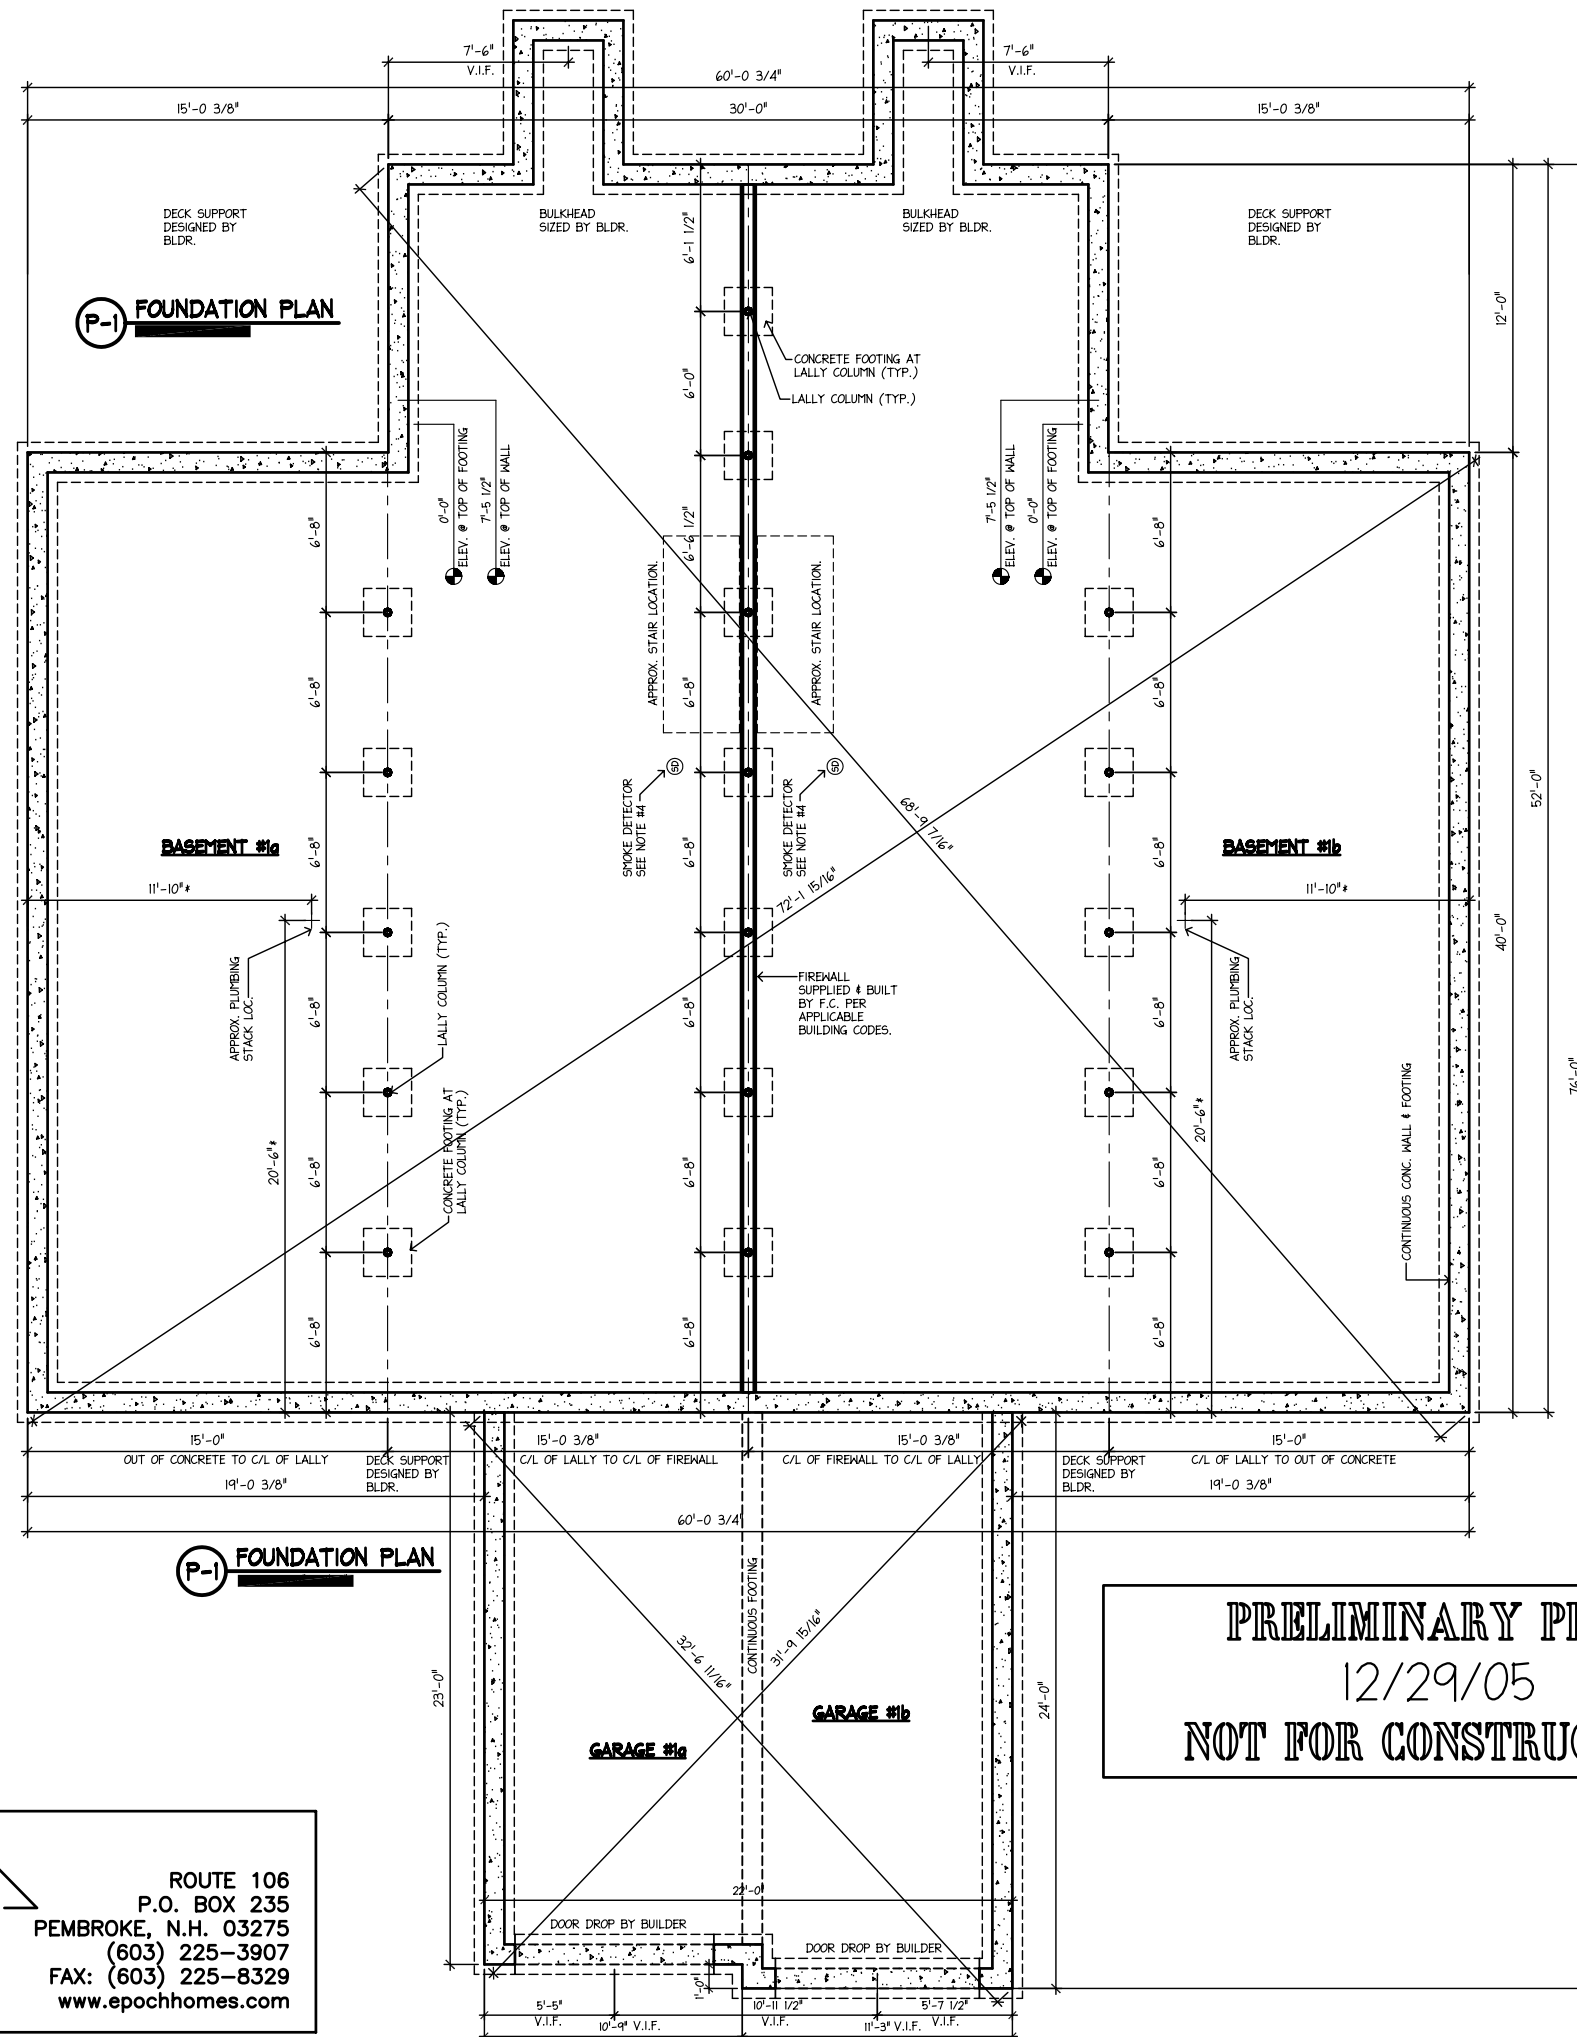 7'-6"
V.I.F.
7'-6"
V.I.F.
60'-0 3/4"
15'-0 3/8"
30'-0"
15'-0 3/8"
DECK SUPPORT
DESIGNED BY
BLDR.
BULKHEAD
SIZED BY BLDR.
BULKHEAD
SIZED BY BLDR.
DECK SUPPORT
DESIGNED BY
BLDR.
6'-1 1/2"
12'-0"
P-1 FOUNDATION PLAN
CONCRETE FOOTING AT
LALLY COLUMN (TYP.)
LALLY COLUMN (TYP.)
6'-0"
0'-0"
ELEV. @ TOP OF FOOTING
7'-5 1/2"
ELEV. @ TOP OF WALL
7'-5 1/2"
ELEV. @ TOP OF WALL
0'-0"
ELEV. @ TOP OF FOOTING
6'-8"
6'-6 1/2"
6'-8"
APPROX. STAIR LOCATION.
APPROX. STAIR LOCATION.
6'-8"
6'-8"
6'-8"
SD
SD
SMOKE DETECTOR
SEE NOTE #4
SMOKE DETECTOR
SEE NOTE #4
68'-9 7/16"
52'-0"
BASEMENT #1a
BASEMENT #1b
6'-8"
6'-8"
6'-8"
72'-1 15/16"
11'-10"*
11'-10"*
40'-0"
APPROX. PLUMBING
STACK LOC.
LALLY COLUMN (TYP.)
FIREWALL
SUPPLIED & BUILT
BY F.C. PER
APPLICABLE
BUILDING CODES.
APPROX. PLUMBING
STACK LOC.
6'-8"
6'-8"
6'-8"
76'-0"
CONCRETE FOOTING AT
LALLY COLUMN (TYP.)
20'-6"*
20'-6"*
6'-8"
6'-8"
6'-8"
CONTINUOUS CONC. WALL & FOOTING
6'-8"
6'-8"
6'-8"
15'-0"
15'-0 3/8"
15'-0 3/8"
15'-0"
OUT OF CONCRETE TO C/L OF LALLY
C/L OF LALLY TO C/L OF FIREWALL
C/L OF FIREWALL TO C/L OF LALLY
C/L OF LALLY TO OUT OF CONCRETE
DECK SUPPORT
DESIGNED BY
BLDR.
DECK SUPPORT
DESIGNED BY
BLDR.
19'-0 3/8"
19'-0 3/8"
60'-0 3/4"
P-1 FOUNDATION PLAN
CONTINUOUS FOOTING
32'-6 11/16"
31'-9 15/16"
23'-0"
24'-0"
GARAGE #1b
GARAGE #1a
PRELIMINARY
12/29/05
NOT FOR
22'-0"
DOOR DROP BY BUILDER
DOOR DROP BY BUILDER
1'-0"
5'-5"
V.I.F.
10'-11 1/2"
V.I.F.
5'-7 1/2"
V.I.F.
10'-9" V.I.F.
11'-3" V.I.F.
ROUTE 106
P.O. BOX 235
PEMBROKE, N.H. 03275
(603) 225-3907
FAX: (603) 225-8329
www.epochhomes.com